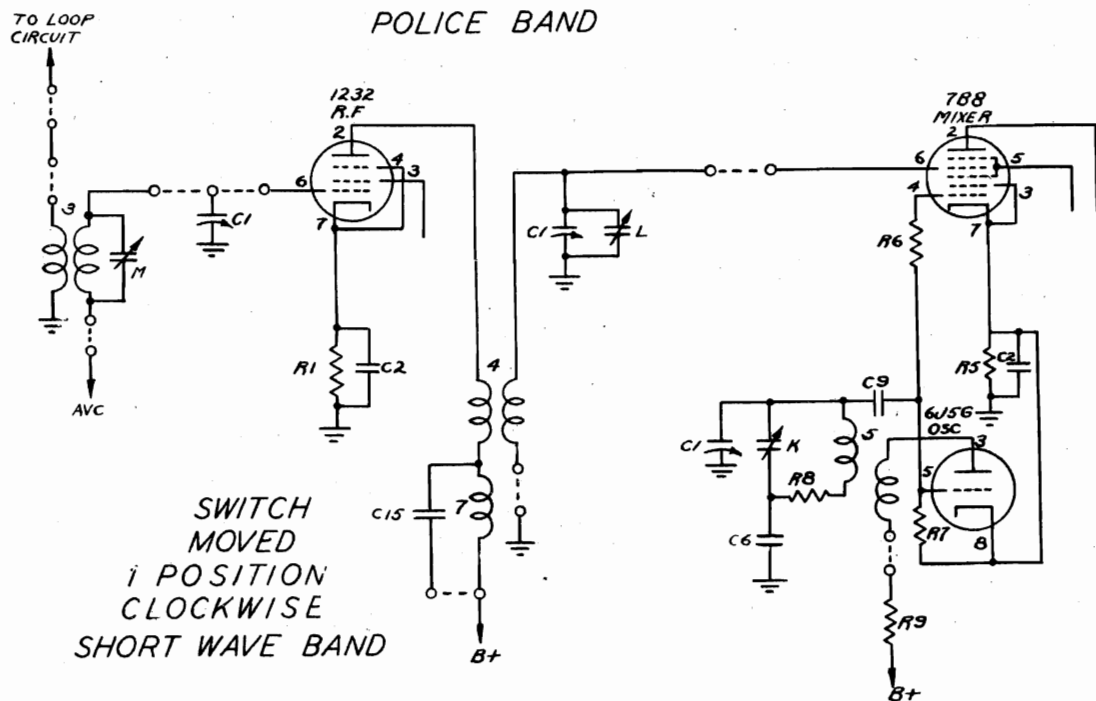 TO LOOP
CIRCUIT
POLICE BAND
1232
R.F
2
4
3
6
7
3
C1
M
AVC
R1
C2
4
7
C15
B+
C1
L
7B8
MIXER
2
6
5
4
3
7
R6
R5
C2
C9
6J5G
OSC
3
5
5
8
C1
K
R8
C6
R7
R9
B+
SWITCH
MOVED
1 POSITION
CLOCKWISE
SHORT WAVE BAND